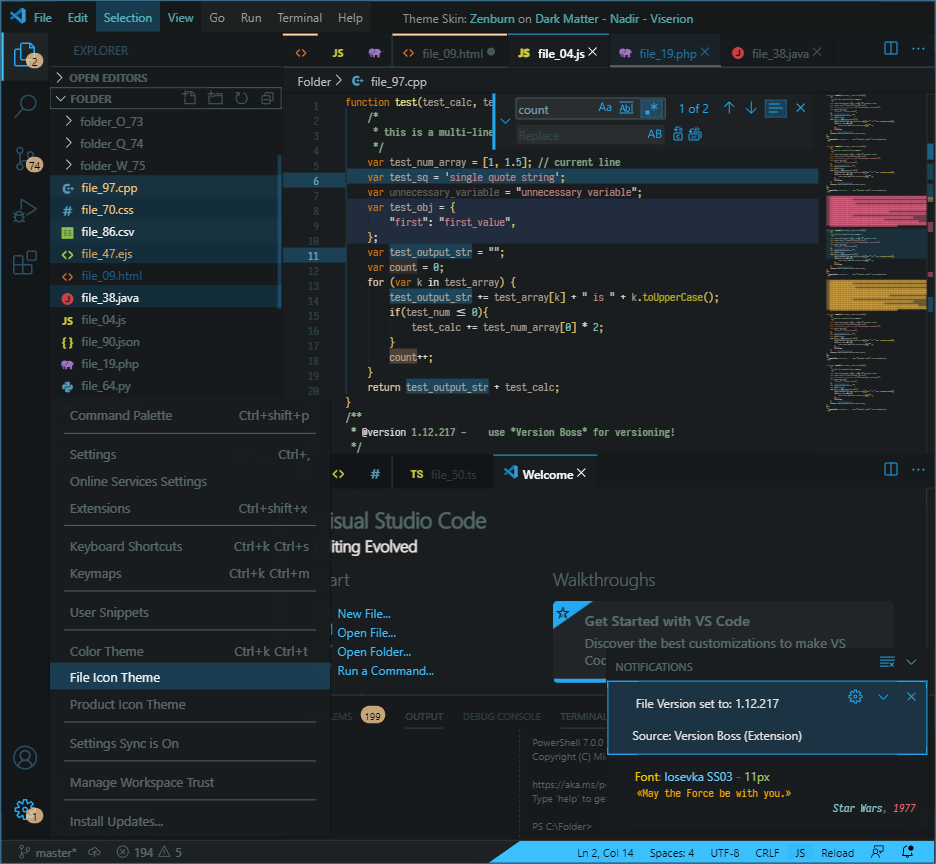 File Edit Selection View Go Run Terminal Help Theme Skin: Zenburn on Dark Matter - Nadir - Viserion
2 EXPLORER
JS file_09.html JS file_04.js file_19.php file_38.java
OPEN EDITORS
FOLDER
folder_O_73
folder_Q_74
folder_W_75
74
file_97.cpp
# file_70.css
file_86.csv
file_47.ejs
file_09.html
file_38.java
JS file_04.js
{} file_90.json
file_19.php
file_64.py
Folder > file_97.cpp
count Aa Abl .* 1 of 2
Replace AB
1 function test(test_calc, te
2 /*
3 * this is a multi-line
4 */
5 var test_num_array = [1, 1.5]; // current line
6 var test_sq = 'single quote string';
7 var unnecessary_variable = "unnecessary variable";
8 var test_obj = {
9 "first": "first_value",
10 };
11 var test_output_str = "";
12 var count = 0;
13 for (var k in test_array) {
14 test_output_str += test_array[k] + " is " + k.toUpperCase();
15 if(test_num ≤ 0){
16 test_calc += test_num_array[0] * 2;
17 }
18 count++;
19 }
20 return test_output_str + test_calc;
}
/**
* @version 1.12.217 - use *Version Boss* for versioning!
*/
Command Palette Ctrl+shift+p
Settings Ctrl+,
Online Services Settings
Extensions Ctrl+shift+x
Keyboard Shortcuts Ctrl+k Ctrl+s
Keymaps Ctrl+k Ctrl+m
User Snippets
Color Theme Ctrl+k Ctrl+t
File Icon Theme
Product Icon Theme
Settings Sync is On
Manage Workspace Trust
Install Updates...
1
# TS file_50.ts Welcome
isual Studio Code
iting Evolved
art
New File...
Open File...
Open Folder...
Run a Command...
Walkthroughs
Get Started with VS Code
Discover the best customizations to make VS
Coc
EMS 199 OUTPUT DEBUG CONSOLE TERMINAL
PowerShell 7.0.0
Copyright (C) Mi
https://aka.ms/p
Type 'help' to ge
PS C:\Folder>
NOTIFICATIONS
File Version set to: 1.12.217
Source: Version Boss (Extension)
Font: Iosevka SS03 - 11px
«May the Force be with you.»
Star Wars, 1977
master* 194 5 Ln 2, Col 14 Spaces: 4 UTF-8 CRLF JS Reload